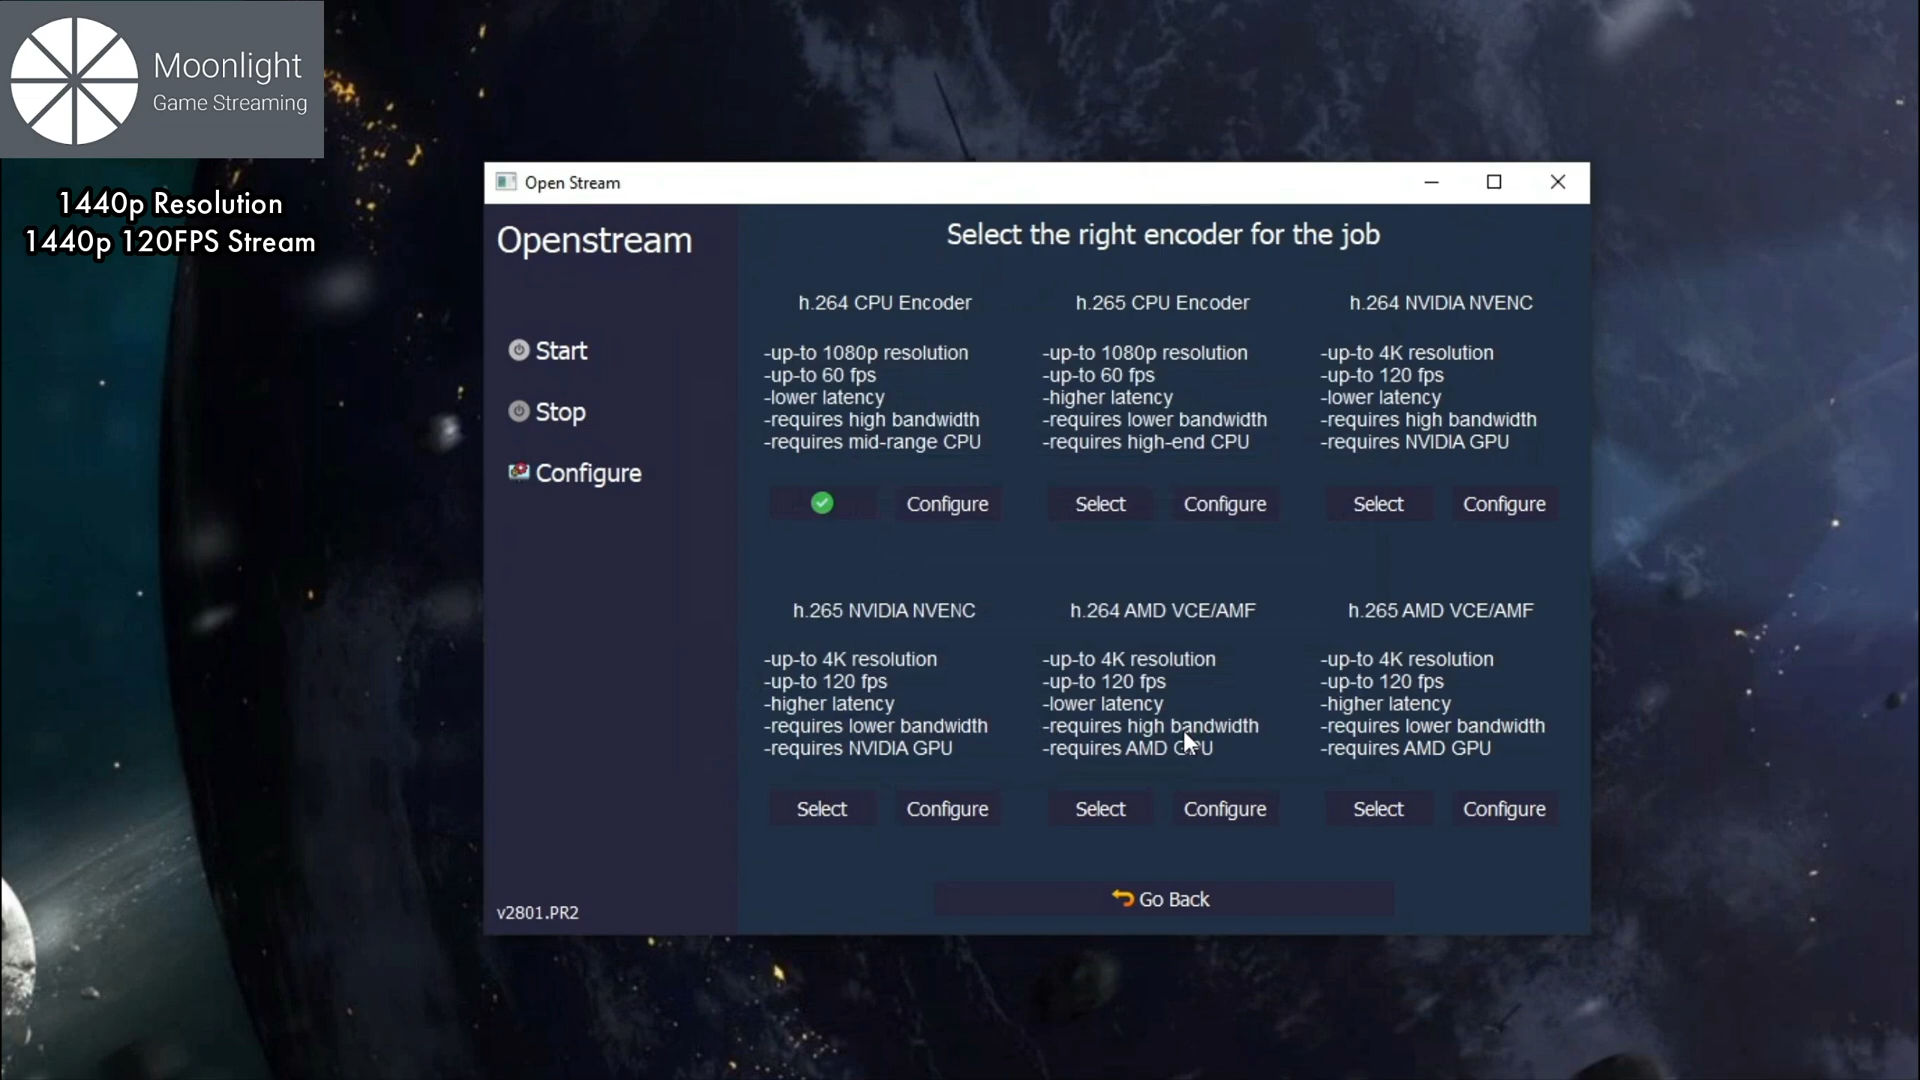 Moonlight
Game Streaming
1440p Resolution
1440p 120FPS Stream
Open Stream
Openstream
Start
Stop
Configure
v2801.PR2
Select the right encoder for the job
h.264 CPU Encoder
-up-to 1080p resolution
-up-to 60 fps
-lower latency
-requires high bandwidth
-requires mid-range CPU
Configure
h.265 CPU Encoder
-up-to 1080p resolution
-up-to 60 fps
-higher latency
-requires lower bandwidth
-requires high-end CPU
Select Configure
h.264 NVIDIA NVENC
-up-to 4K resolution
-up-to 120 fps
-lower latency
-requires high bandwidth
-requires NVIDIA GPU
Select Configure
h.265 NVIDIA NVENC
-up-to 4K resolution
-up-to 120 fps
-higher latency
-requires lower bandwidth
-requires NVIDIA GPU
Select Configure
h.264 AMD VCE/AMF
-up-to 4K resolution
-up-to 120 fps
-lower latency
-requires high bandwidth
-requires AMD GPU
Select Configure
h.265 AMD VCE/AMF
-up-to 4K resolution
-up-to 120 fps
-higher latency
-requires lower bandwidth
-requires AMD GPU
Select Configure
Go Back